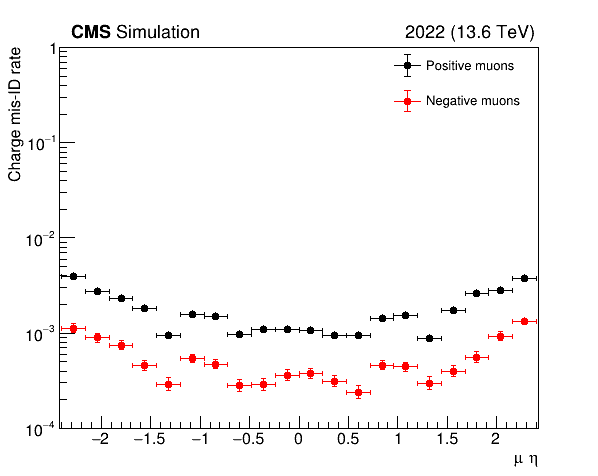 CMS Simulation 2022 (13.6 TeV)
Charge mis-ID rate
Positive muons
Negative muons
1
10⁻¹
10⁻²
10⁻³
10⁻⁴
−2 −1.5 −1 −0.5 0 0.5 1 1.5 2
μ η